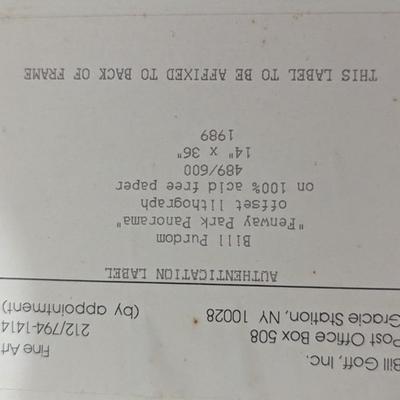 Bill Goff, Inc. Fine Art
Post Office Box 508 212/794-1414
Gracie Station, NY 10028 (by appointment)
AUTHENTICATION LABEL
Bill Purdom
"Fenway Park Panorama"
offset lithograph
on 100% acid free paper
489/600
14" x 36"
1989
THIS LABEL TO BE AFFIXED TO BACK OF FRAME